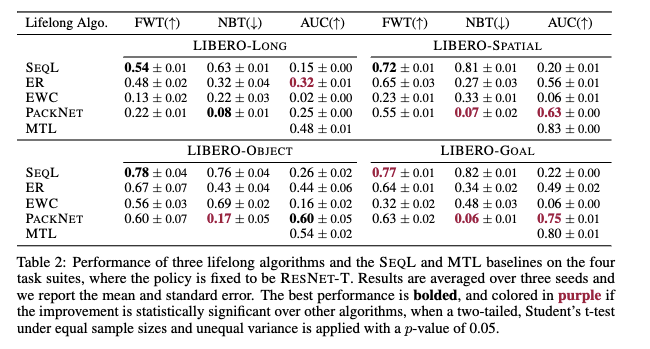 Lifelong Algo. FWT(↑) NBT(↓) AUC(↑) FWT(↑) NBT(↓) AUC(↑)
LIBERO-LONG LIBERO-SPATIAL
SEQL 0.54 ± 0.01 0.63 ± 0.01 0.15 ± 0.00 0.72 ± 0.01 0.81 ± 0.01 0.20 ± 0.01
ER 0.48 ± 0.02 0.32 ± 0.04 0.32 ± 0.01 0.65 ± 0.03 0.27 ± 0.03 0.56 ± 0.01
EWC 0.13 ± 0.02 0.22 ± 0.03 0.02 ± 0.00 0.23 ± 0.01 0.33 ± 0.01 0.06 ± 0.01
PACKNET 0.22 ± 0.01 0.08 ± 0.01 0.25 ± 0.00 0.55 ± 0.01 0.07 ± 0.02 0.63 ± 0.00
MTL 0.48 ± 0.01 0.83 ± 0.00
LIBERO-OBJECT LIBERO-GOAL
SEQL 0.78 ± 0.04 0.76 ± 0.04 0.26 ± 0.02 0.77 ± 0.01 0.82 ± 0.01 0.22 ± 0.00
ER 0.67 ± 0.07 0.43 ± 0.04 0.44 ± 0.06 0.64 ± 0.01 0.34 ± 0.02 0.49 ± 0.02
EWC 0.56 ± 0.03 0.69 ± 0.02 0.16 ± 0.02 0.32 ± 0.02 0.48 ± 0.03 0.06 ± 0.00
PACKNET 0.60 ± 0.07 0.17 ± 0.05 0.60 ± 0.05 0.63 ± 0.02 0.06 ± 0.01 0.75 ± 0.01
MTL 0.54 ± 0.02 0.80 ± 0.01
Table 2: Performance of three lifelong algorithms and the SEQL and MTL baselines on the four
task suites, where the policy is fixed to be RESNET-T. Results are averaged over three seeds and
we report the mean and standard error. The best performance is bolded, and colored in purple if
the improvement is statistically significant over other algorithms, when a two-tailed, Student's t-test
under equal sample sizes and unequal variance is applied with a p-value of 0.05.